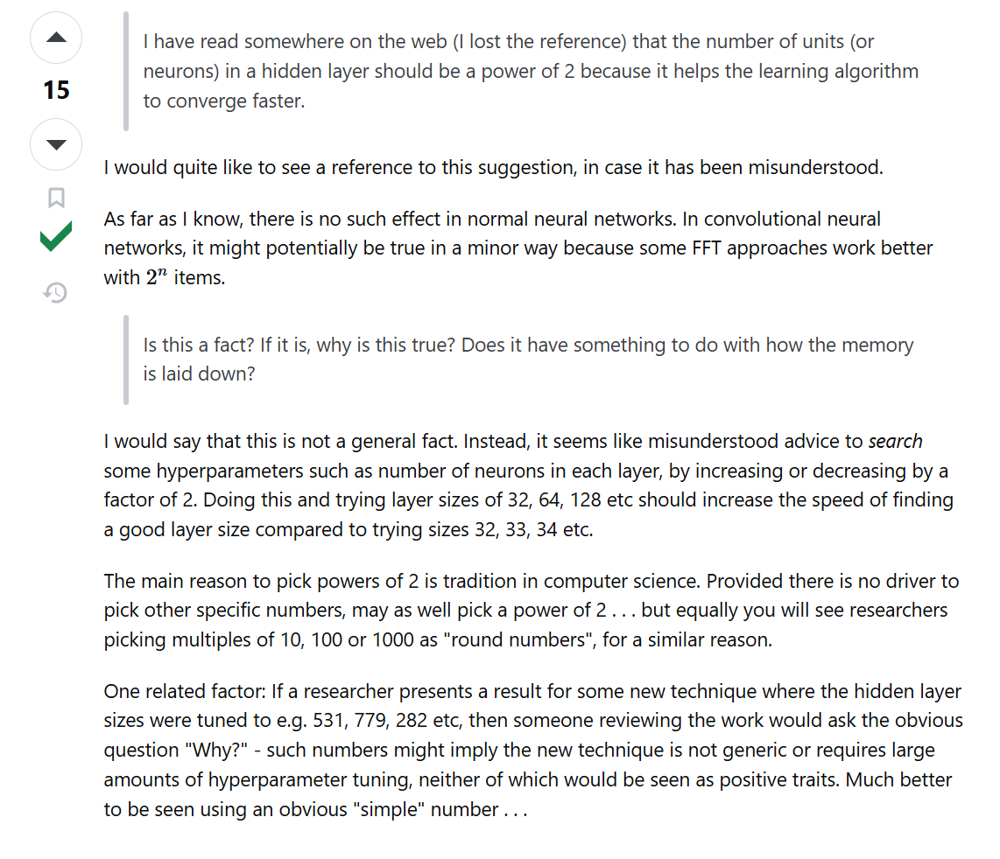 I have read somewhere on the web (I lost the reference) that the number of units (or
neurons) in a hidden layer should be a power of 2 because it helps the learning algorithm
to converge faster.
15
I would quite like to see a reference to this suggestion, in case it has been misunderstood.
As far as I know, there is no such effect in normal neural networks. In convolutional neural
networks, it might potentially be true in a minor way because some FFT approaches work better
with 2ⁿ items.
Is this a fact? If it is, why is this true? Does it have something to do with how the memory
is laid down?
I would say that this is not a general fact. Instead, it seems like misunderstood advice to search
some hyperparameters such as number of neurons in each layer, by increasing or decreasing by a
factor of 2. Doing this and trying layer sizes of 32, 64, 128 etc should increase the speed of finding
a good layer size compared to trying sizes 32, 33, 34 etc.
The main reason to pick powers of 2 is tradition in computer science. Provided there is no driver to
pick other specific numbers, may as well pick a power of 2 . . . but equally you will see researchers
picking multiples of 10, 100 or 1000 as "round numbers", for a similar reason.
One related factor: If a researcher presents a result for some new technique where the hidden layer
sizes were tuned to e.g. 531, 779, 282 etc, then someone reviewing the work would ask the obvious
question "Why?" - such numbers might imply the new technique is not generic or requires large
amounts of hyperparameter tuning, neither of which would be seen as positive traits. Much better
to be seen using an obvious "simple" number . . .